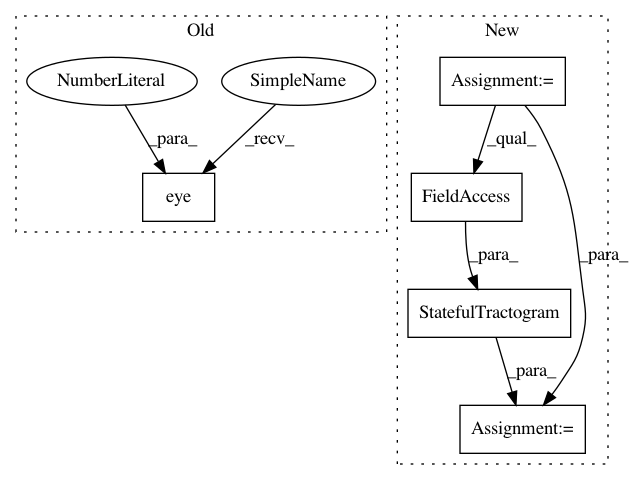 Old
New
NumberLiteral
SimpleName
Assignment:=
_para_
_recv_
_qual_
eye
FieldAccess
_para_
_para_
StatefulTractogram
_para_
Assignment:=